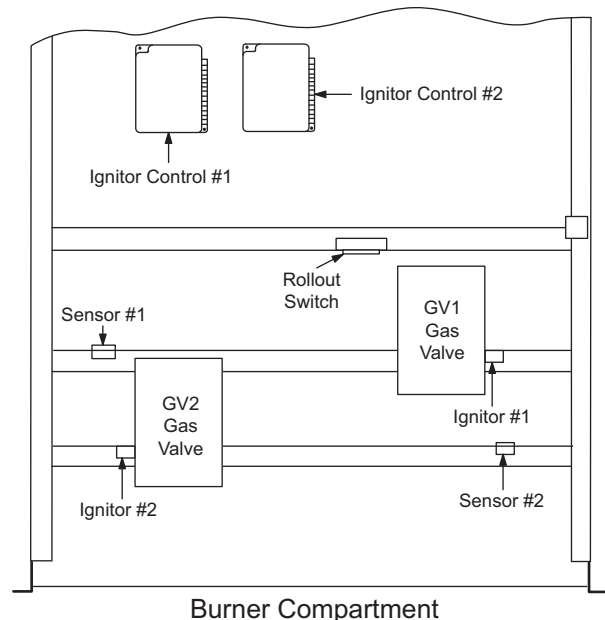 Ignitor Control #2
Ignitor Control #1
Rollout
Switch
Sensor #1
GV1
Gas
Valve
GV2
Gas
Valve
Ignitor #1
Ignitor #2
Sensor #2
Burner Compartment